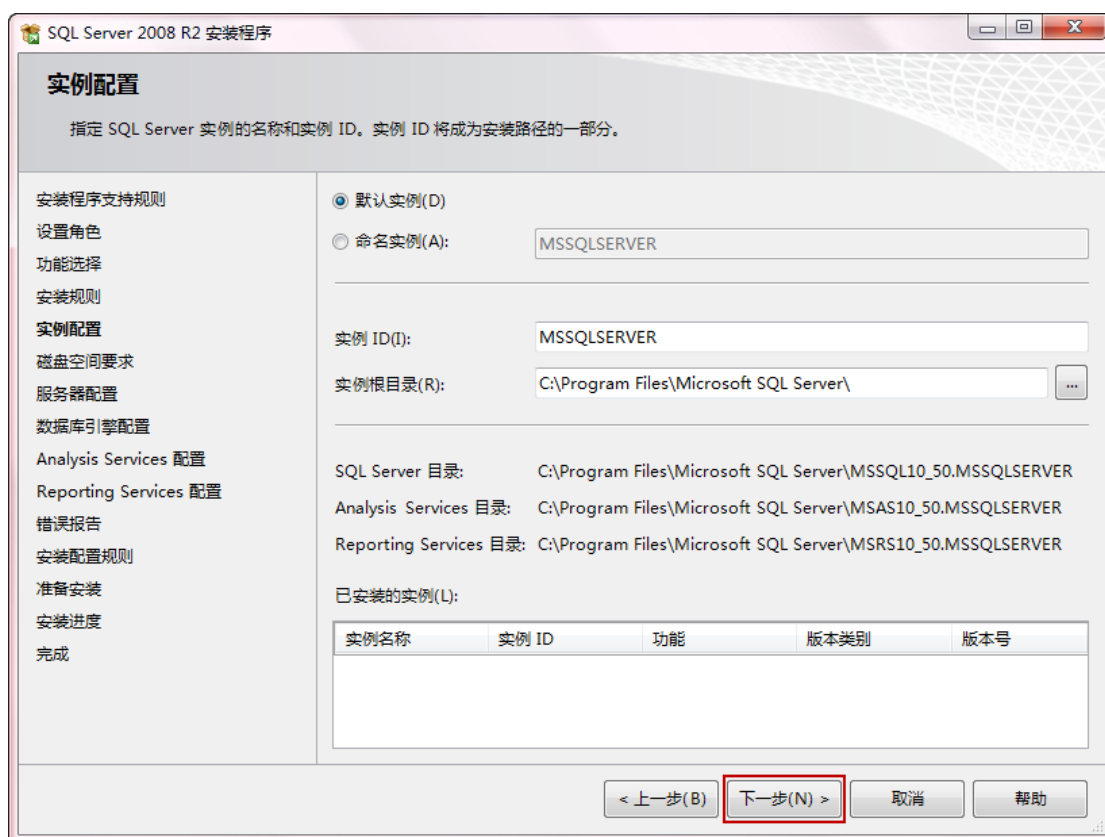 SQL Server 2008 R2 安装程序
实例配置
指定 SQL Server 实例的名称和实例 ID。实例 ID 将成为安装路径的一部分。
安装程序支持规则
设置角色
功能选择
安装规则
实例配置
磁盘空间要求
服务器配置
数据库引擎配置
Analysis Services 配置
Reporting Services 配置
错误报告
安装配置规则
准备安装
安装进度
完成
默认实例(D)
命名实例(A): MSSQLSERVER
实例 ID(I): MSSQLSERVER
实例根目录(R): C:\Program Files\Microsoft SQL Server\ ...
SQL Server 目录: C:\Program Files\Microsoft SQL Server\MSSQL10_50.MSSQLSERVER
Analysis Services 目录: C:\Program Files\Microsoft SQL Server\MSAS10_50.MSSQLSERVER
Reporting Services 目录: C:\Program Files\Microsoft SQL Server\MSRS10_50.MSSQLSERVER
已安装的实例(L):
实例名称 实例 ID 功能 版本类别 版本号
< 上一步(B) 下一步(N) > 取消 帮助